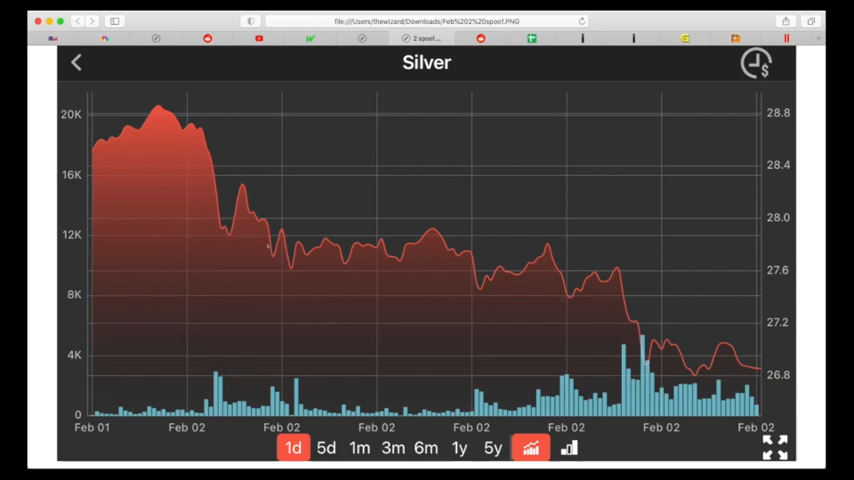 file:///Users/thewizard/Downloads/Feb%202%20spoof.PNG
2 spoof....
Silver
20K
28.8
16K
28.4
28.0
12K
27.6
8K
27.2
4K
26.8
0
Feb 01 Feb 02 Feb 02 Feb 02 Feb 02 Feb 02 Feb 02 Feb 02
1d 5d 1m 3m 6m 1y 5y